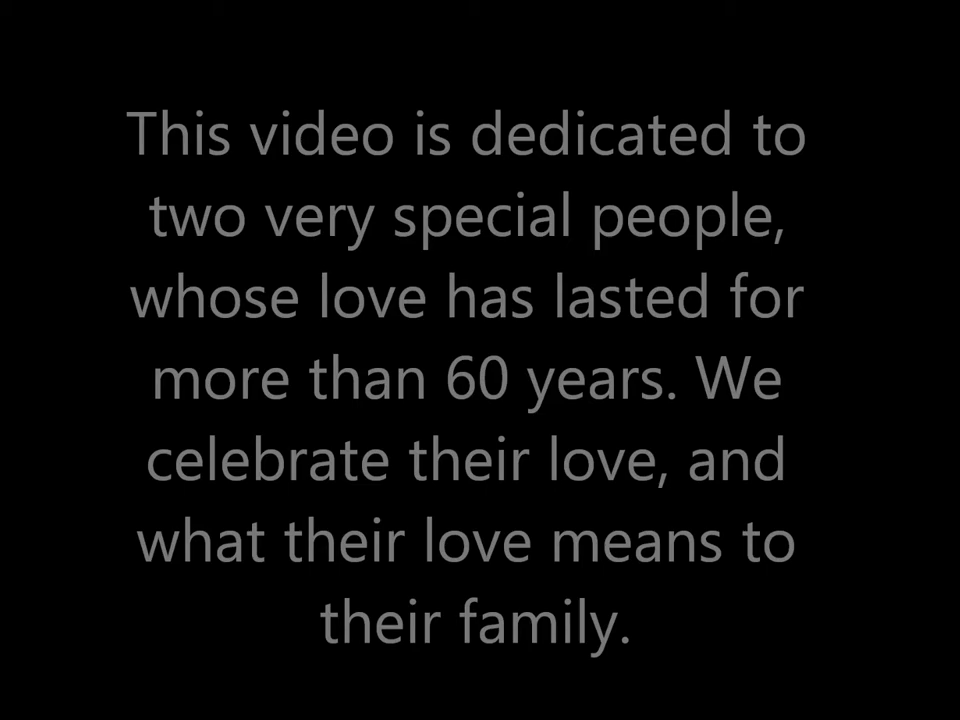 This video is dedicated to
two very special people,
whose love has lasted for
more than 60 years. We
celebrate their love, and
what their love means to
their family.